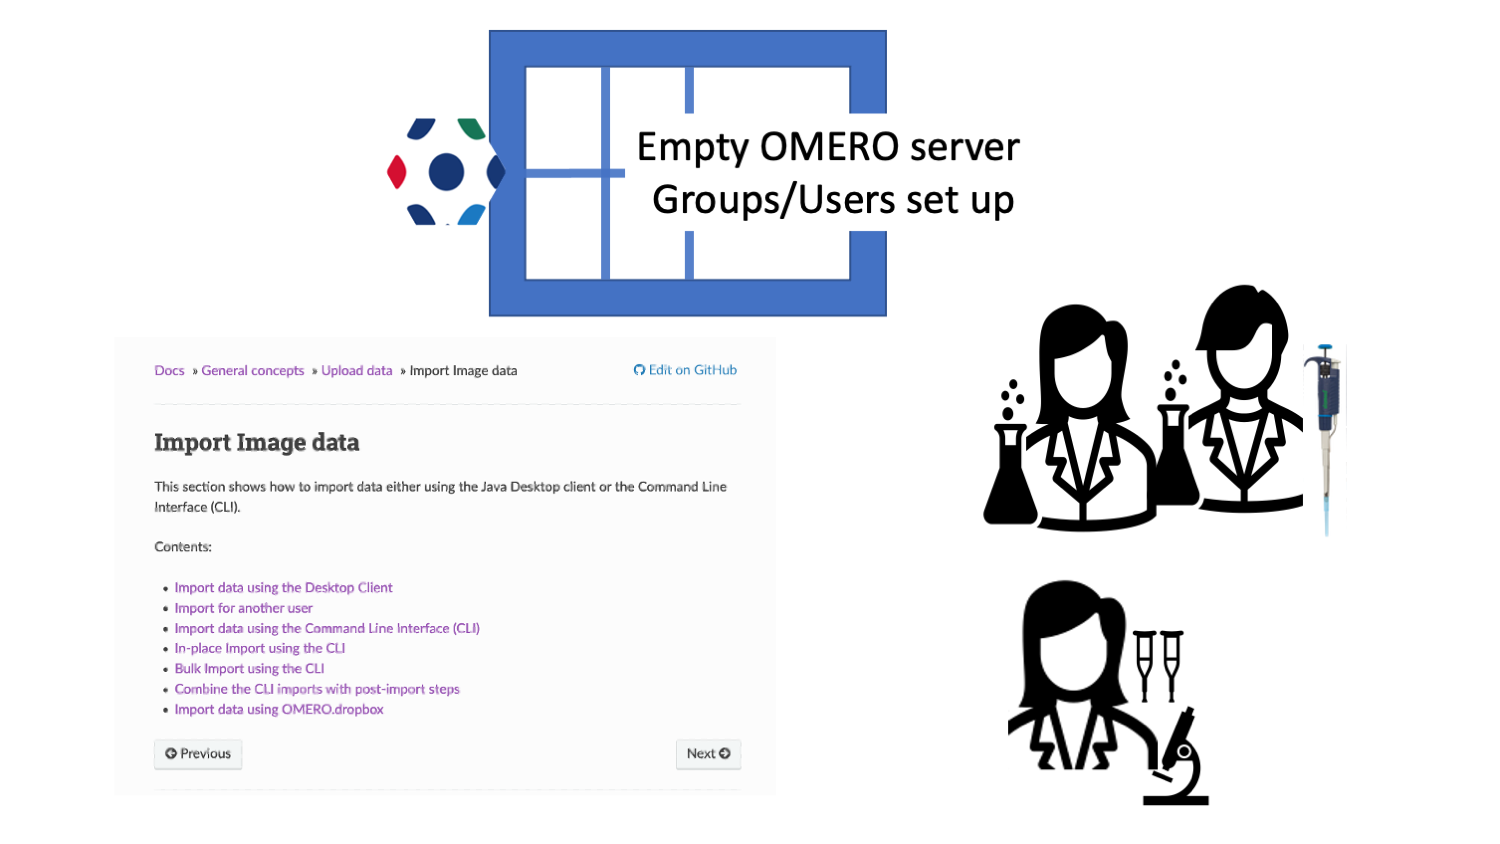 Empty OMERO server
Groups/Users set up
Docs » General concepts » Upload data » Import Image data
Edit on GitHub
Import Image data
This section shows how to import data either using the Java Desktop client or the Command Line
Interface (CLI).
Contents:
• Import data using the Desktop Client
• Import for another user
• Import data using the Command Line Interface (CLI)
• In-place Import using the CLI
• Bulk Import using the CLI
• Combine the CLI imports with post-import steps
• Import data using OMERO.dropbox
Previous
Next